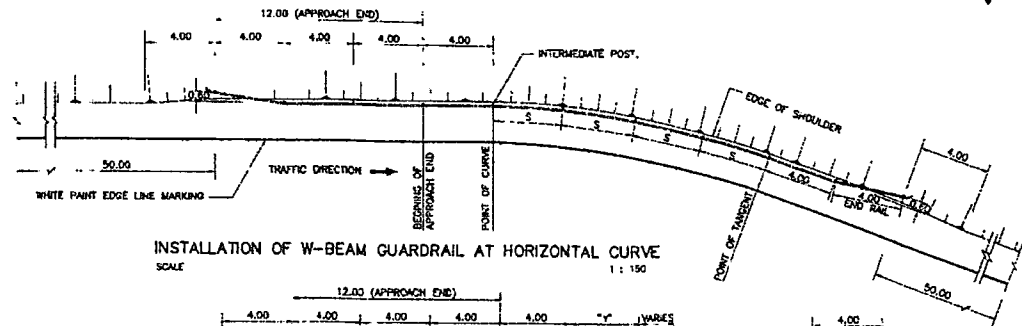 12.00 (APPROACH END)
4.00 4.00 4.00 4.00 4.00
INTERMEDIATE POST.
0.60
EDGE OF SHOULDER
S S S S
4.00
4.00
4.00
END RAIL
0.60
50.00
TRAFFIC DIRECTION
WHITE PAINT EDGE LINE MARKING
BEGNING OF
APPROACH END
POINT OF CURVE
POINT OF TANGENT
50.00
INSTALLATION OF W-BEAM GUARDRAIL AT HORIZONTAL CURVE
SCALE 1 : 150
12.00 (APPROACH END)
4.00 4.00 4.00 4.00 4.00 "Y" VARIES
4.00